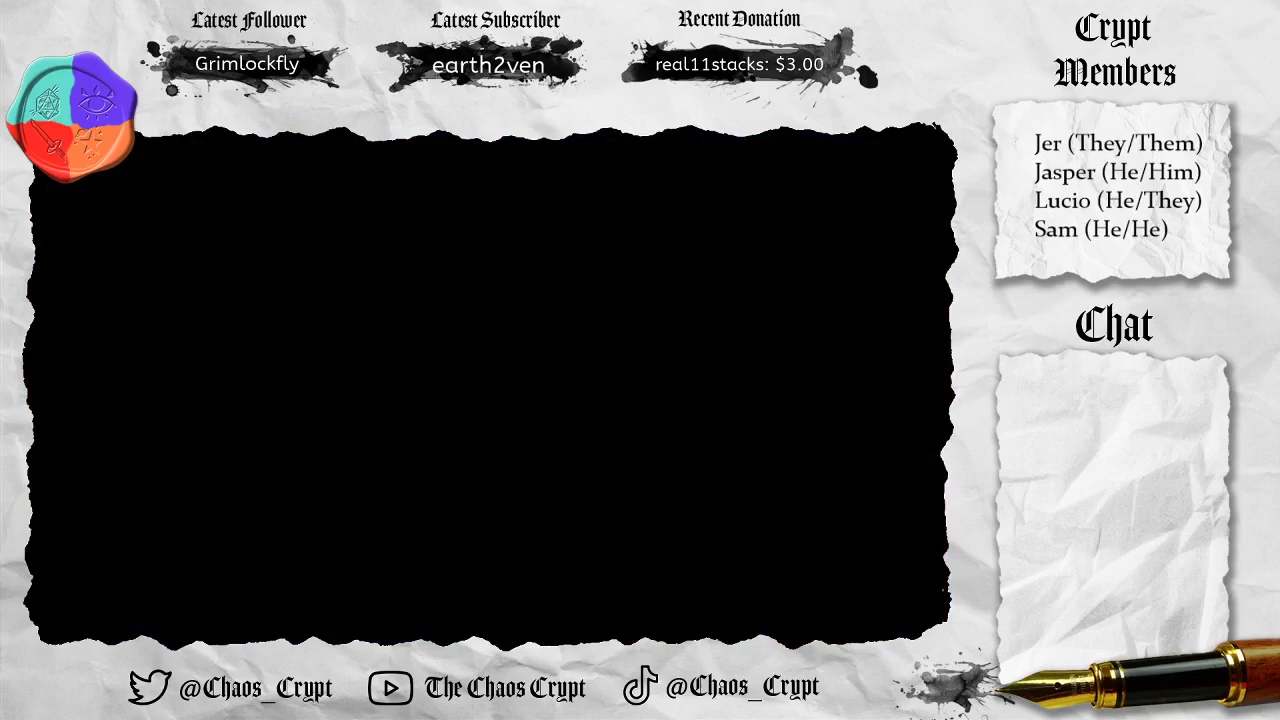 Latest Follower
Grimlockfly
Latest Subscriber
earth2ven
Recent Donation
real11stacks: $3.00
Crypt
Members
Jer (They/Them)
Jasper (He/Him)
Lucio (He/They)
Sam (He/He)
Chat
@Chaos_Crypt
The Chaos Crypt
@Chaos_Crypt